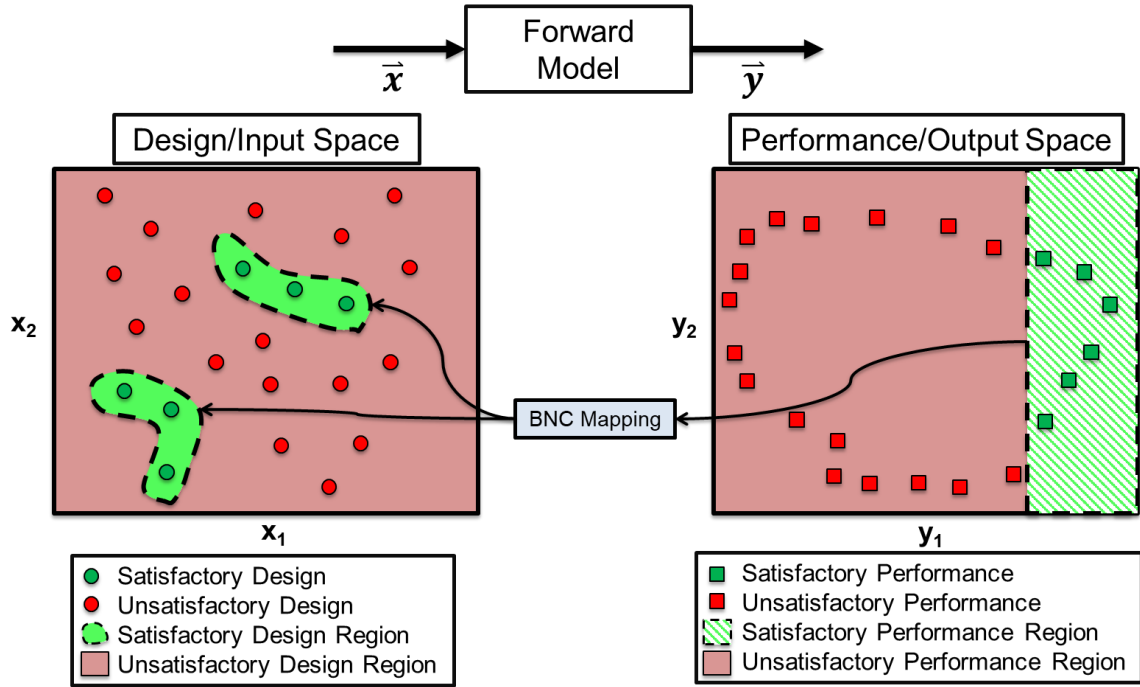 Forward
Model
x
y
Design/Input Space
Performance/Output Space
x2
y2
BNC Mapping
x1
y1
Satisfactory Design
Unsatisfactory Design
Satisfactory Design Region
Unsatisfactory Design Region
Satisfactory Performance
Unsatisfactory Performance
Satisfactory Performance Region
Unsatisfactory Performance Region